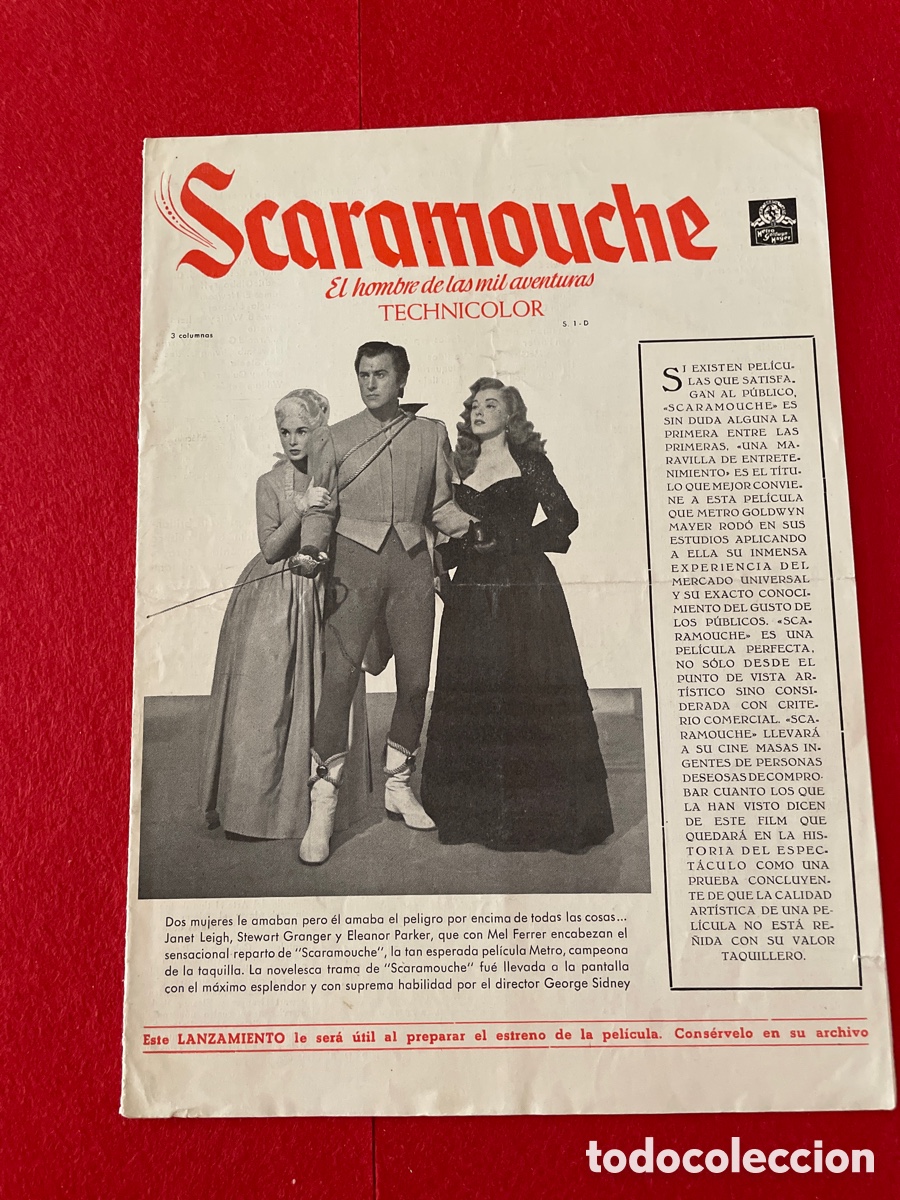 Scaramouche
El hombre de las mil aventuras
TECHNICOLOR
Metro
Goldwyn
Mayer
3 columnas
S. 1-D
SI EXISTEN PELÍCU-
LAS QUE SATISFA-
GAN AL PÚBLICO,
«SCARAMOUCHE» ES
SIN DUDA ALGUNA LA
PRIMERA ENTRE LAS
PRIMERAS. «UNA MA-
RAVILLA DE ENTRETE-
NIMIENTO» ES EL TÍTU-
LO QUE MEJOR CONVIE-
NE A ESTA PELÍCULA
QUE METRO GOLDWYN
MAYER RODÓ EN SUS
ESTUDIOS APLICANDO
A ELLA SU INMENSA
EXPERIENCIA DEL
MERCADO UNIVERSAL
Y SU EXACTO CONOCI-
MIENTO DEL GUSTO DE
LOS PÚBLICOS. «SCA-
RAMOUCHE» ES UNA
PELÍCULA PERFECTA,
NO SÓLO DESDE EL
PUNTO DE VISTA AR-
TÍSTICO SINO CONSI-
DERADA CON CRITE-
RIO COMERCIAL. «SCA-
RAMOUCHE» LLEVARÁ
A SU CINE MASAS IN-
GENTES DE PERSONAS
DESEOSAS DE COMPRO-
BAR CUANTO LOS QUE
LA HAN VISTO DICEN
DE ESTE FILM QUE
QUEDARÁ EN LA HIS-
TORIA DEL ESPEC-
TÁCULO COMO UNA
PRUEBA CONCLUYEN-
TE DE QUE LA CALIDAD
ARTÍSTICA DE UNA PE-
LÍCULA NO ESTÁ RE-
ÑIDA CON SU VALOR
TAQUILLERO.
Dos mujeres le amaban pero él amaba el peligro por encima de todas las cosas...
Janet Leigh, Stewart Granger y Eleanor Parker, que con Mel Ferrer encabezan el
sensacional reparto de "Scaramouche", la tan esperada película Metro, campeona
de la taquilla. La novelesca trama de "Scaramouche" fué llevada a la pantalla
con el máximo esplendor y con suprema habilidad por el director George Sidney
Este LANZAMIENTO le será útil al preparar el estreno de la película. Consérvelo en su archivo
todocoleccion